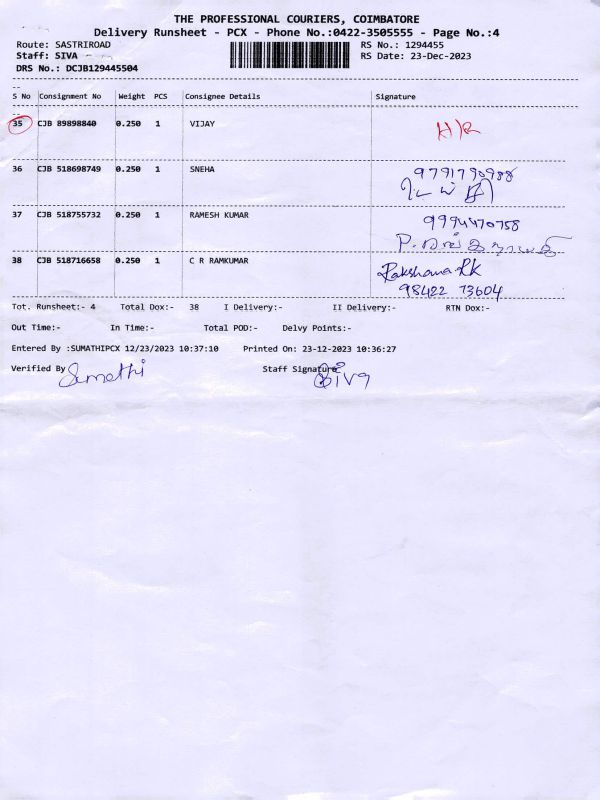 THE PROFESSIONAL COURIERS, COIMBATORE
Delivery Runsheet - PCX - Phone No.:0422-3505555 - Page No.:4
Route: SASTRIROAD RS No.: 1294455
Staff: SIVA RS Date: 23-Dec-2023
DRS No.: DCJB129445504
S No Consignment No Weight PCS Consignee Details Signature
35 CJB 89898840 0.250 1 VIJAY
36 CJB 518698749 0.250 1 SNEHA 9791790988
37 CJB 518755732 0.250 1 RAMESH KUMAR 9994470758
38 CJB 518716658 0.250 1 C R RAMKUMAR Rakshana RK
98422 73604
Tot. Runsheet:- 4 Total Dox:- 38 I Delivery:- II Delivery:- RTN Dox:-
Out Time:- In Time:- Total POD:- Delvy Points:-
Entered By :SUMATHIPCX 12/23/2023 10:37:10 Printed On: 23-12-2023 10:36:27
Verified By Sumathi Staff Signature Siva